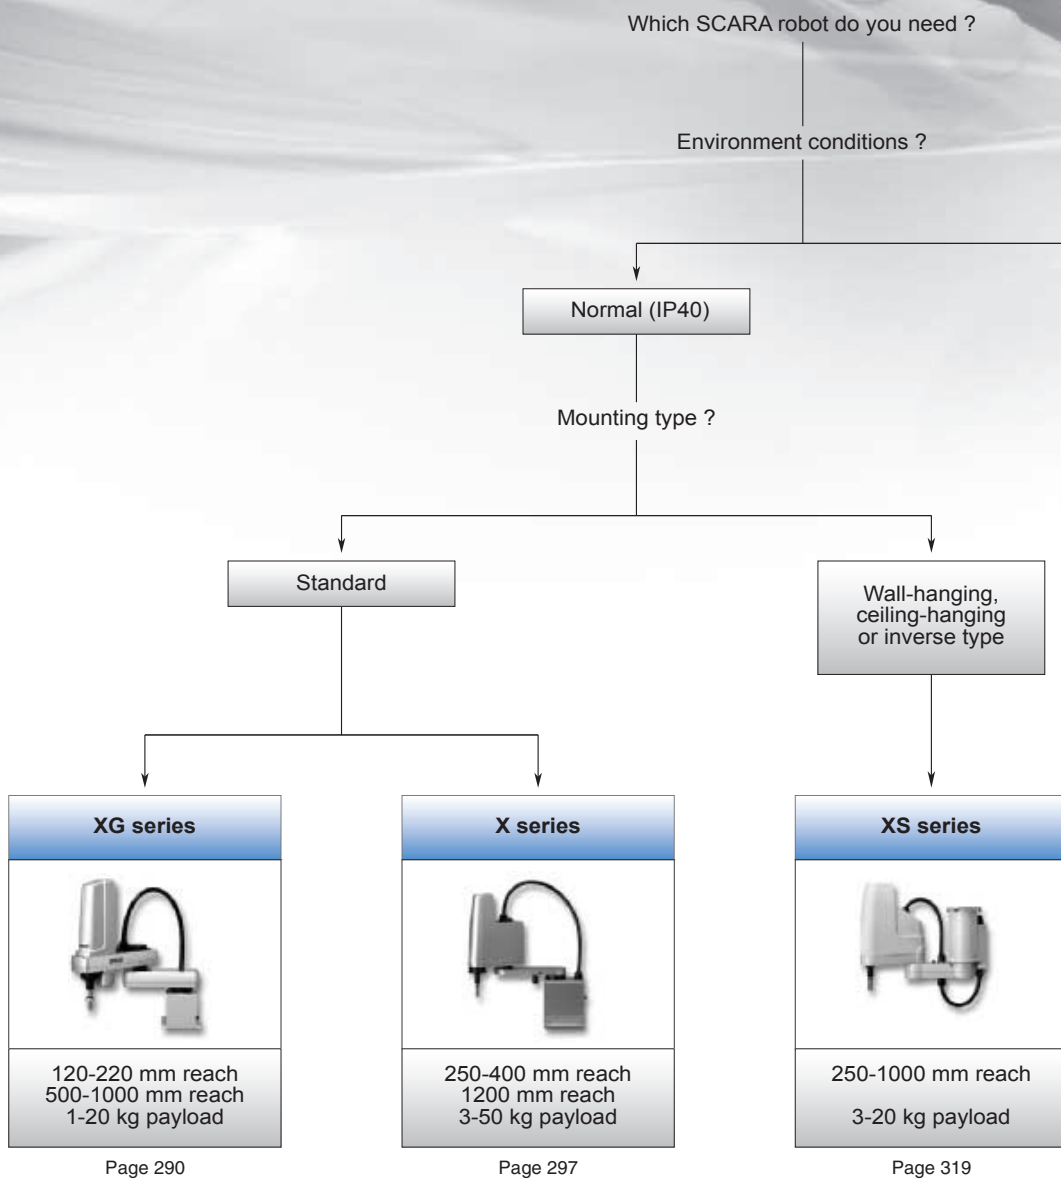 Which SCARA robot do you need ?
Environment conditions ?
Normal (IP40)
Mounting type ?
Standard
Wall-hanging,
ceiling-hanging
or inverse type
XG series
120-220 mm reach
500-1000 mm reach
1-20 kg payload
Page 290
X series
250-400 mm reach
1200 mm reach
3-50 kg payload
Page 297
XS series
250-1000 mm reach
3-20 kg payload
Page 319